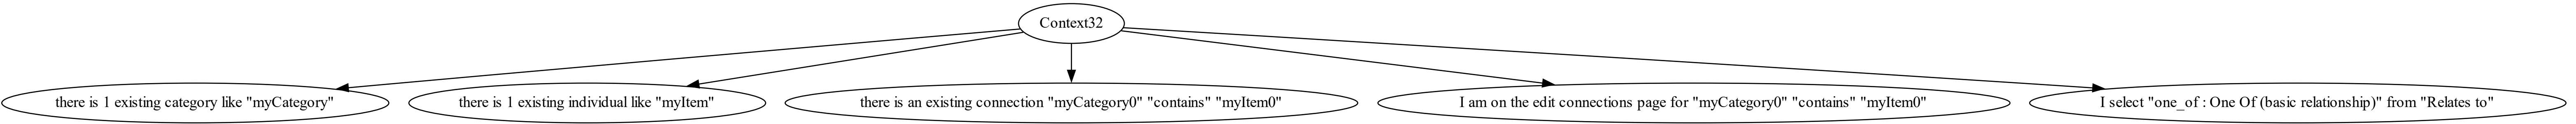 Context32
there is 1 existing category like "myCategory"
there is 1 existing individual like "myItem"
there is an existing connection "myCategory0" "contains" "myItem0"
I am on the edit connections page for "myCategory0" "contains" "myItem0"
I select "one_of : One Of (basic relationship)" from "Relates to"